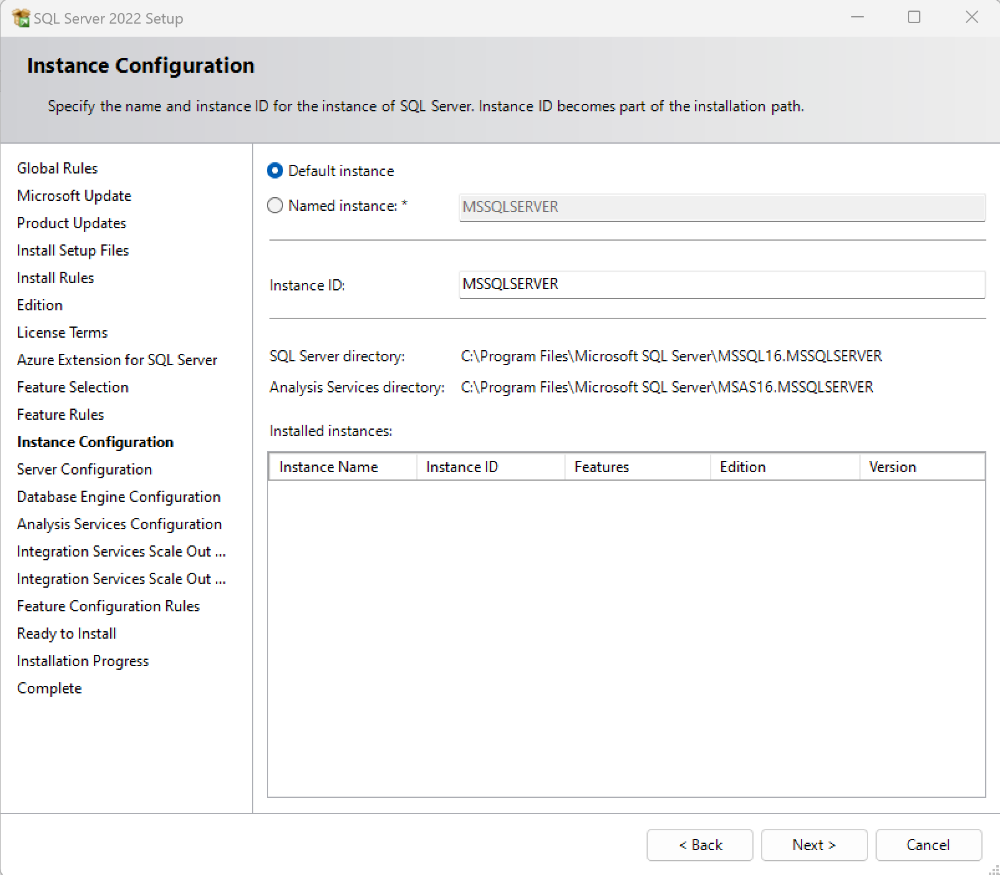 SQL Server 2022 Setup
Instance Configuration
Specify the name and instance ID for the instance of SQL Server. Instance ID becomes part of the installation path.
Global Rules
Microsoft Update
Product Updates
Install Setup Files
Install Rules
Edition
License Terms
Azure Extension for SQL Server
Feature Selection
Feature Rules
Instance Configuration
Server Configuration
Database Engine Configuration
Analysis Services Configuration
Integration Services Scale Out ...
Integration Services Scale Out ...
Feature Configuration Rules
Ready to Install
Installation Progress
Complete
Default instance
Named instance: * MSSQLSERVER
Instance ID: MSSQLSERVER
SQL Server directory: C:\Program Files\Microsoft SQL Server\MSSQL16.MSSQLSERVER
Analysis Services directory: C:\Program Files\Microsoft SQL Server\MSAS16.MSSQLSERVER
Installed instances:
Instance Name Instance ID Features Edition Version
< Back Next > Cancel